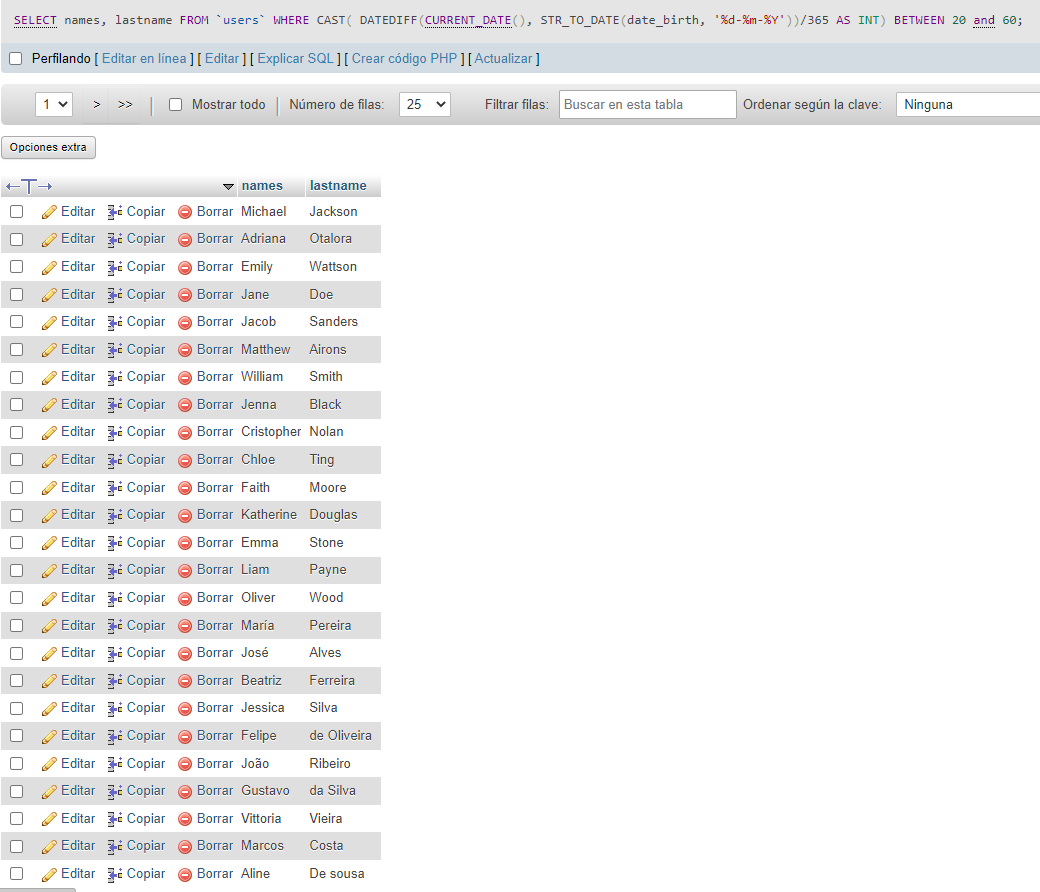 SELECT names, lastname FROM `users` WHERE CAST( DATEDIFF(CURRENT_DATE(), STR_TO_DATE(date_birth, '%d-%m-%Y'))/365 AS INT) BETWEEN 20 and 60;
Perfilando [ Editar en línea ] [ Editar ] [ Explicar SQL ] [ Crear código PHP ] [ Actualizar ]
1 > >> | Mostrar todo | Número de filas: 25 Filtrar filas: Buscar en esta tabla Ordenar según la clave: Ninguna
Opciones extra
←T→ names lastname
Editar Copiar Borrar Michael Jackson
Editar Copiar Borrar Adriana Otalora
Editar Copiar Borrar Emily Wattson
Editar Copiar Borrar Jane Doe
Editar Copiar Borrar Jacob Sanders
Editar Copiar Borrar Matthew Airons
Editar Copiar Borrar William Smith
Editar Copiar Borrar Jenna Black
Editar Copiar Borrar Cristopher Nolan
Editar Copiar Borrar Chloe Ting
Editar Copiar Borrar Faith Moore
Editar Copiar Borrar Katherine Douglas
Editar Copiar Borrar Emma Stone
Editar Copiar Borrar Liam Payne
Editar Copiar Borrar Oliver Wood
Editar Copiar Borrar María Pereira
Editar Copiar Borrar José Alves
Editar Copiar Borrar Beatriz Ferreira
Editar Copiar Borrar Jessica Silva
Editar Copiar Borrar Felipe de Oliveira
Editar Copiar Borrar João Ribeiro
Editar Copiar Borrar Gustavo da Silva
Editar Copiar Borrar Vittoria Vieira
Editar Copiar Borrar Marcos Costa
Editar Copiar Borrar Aline De sousa